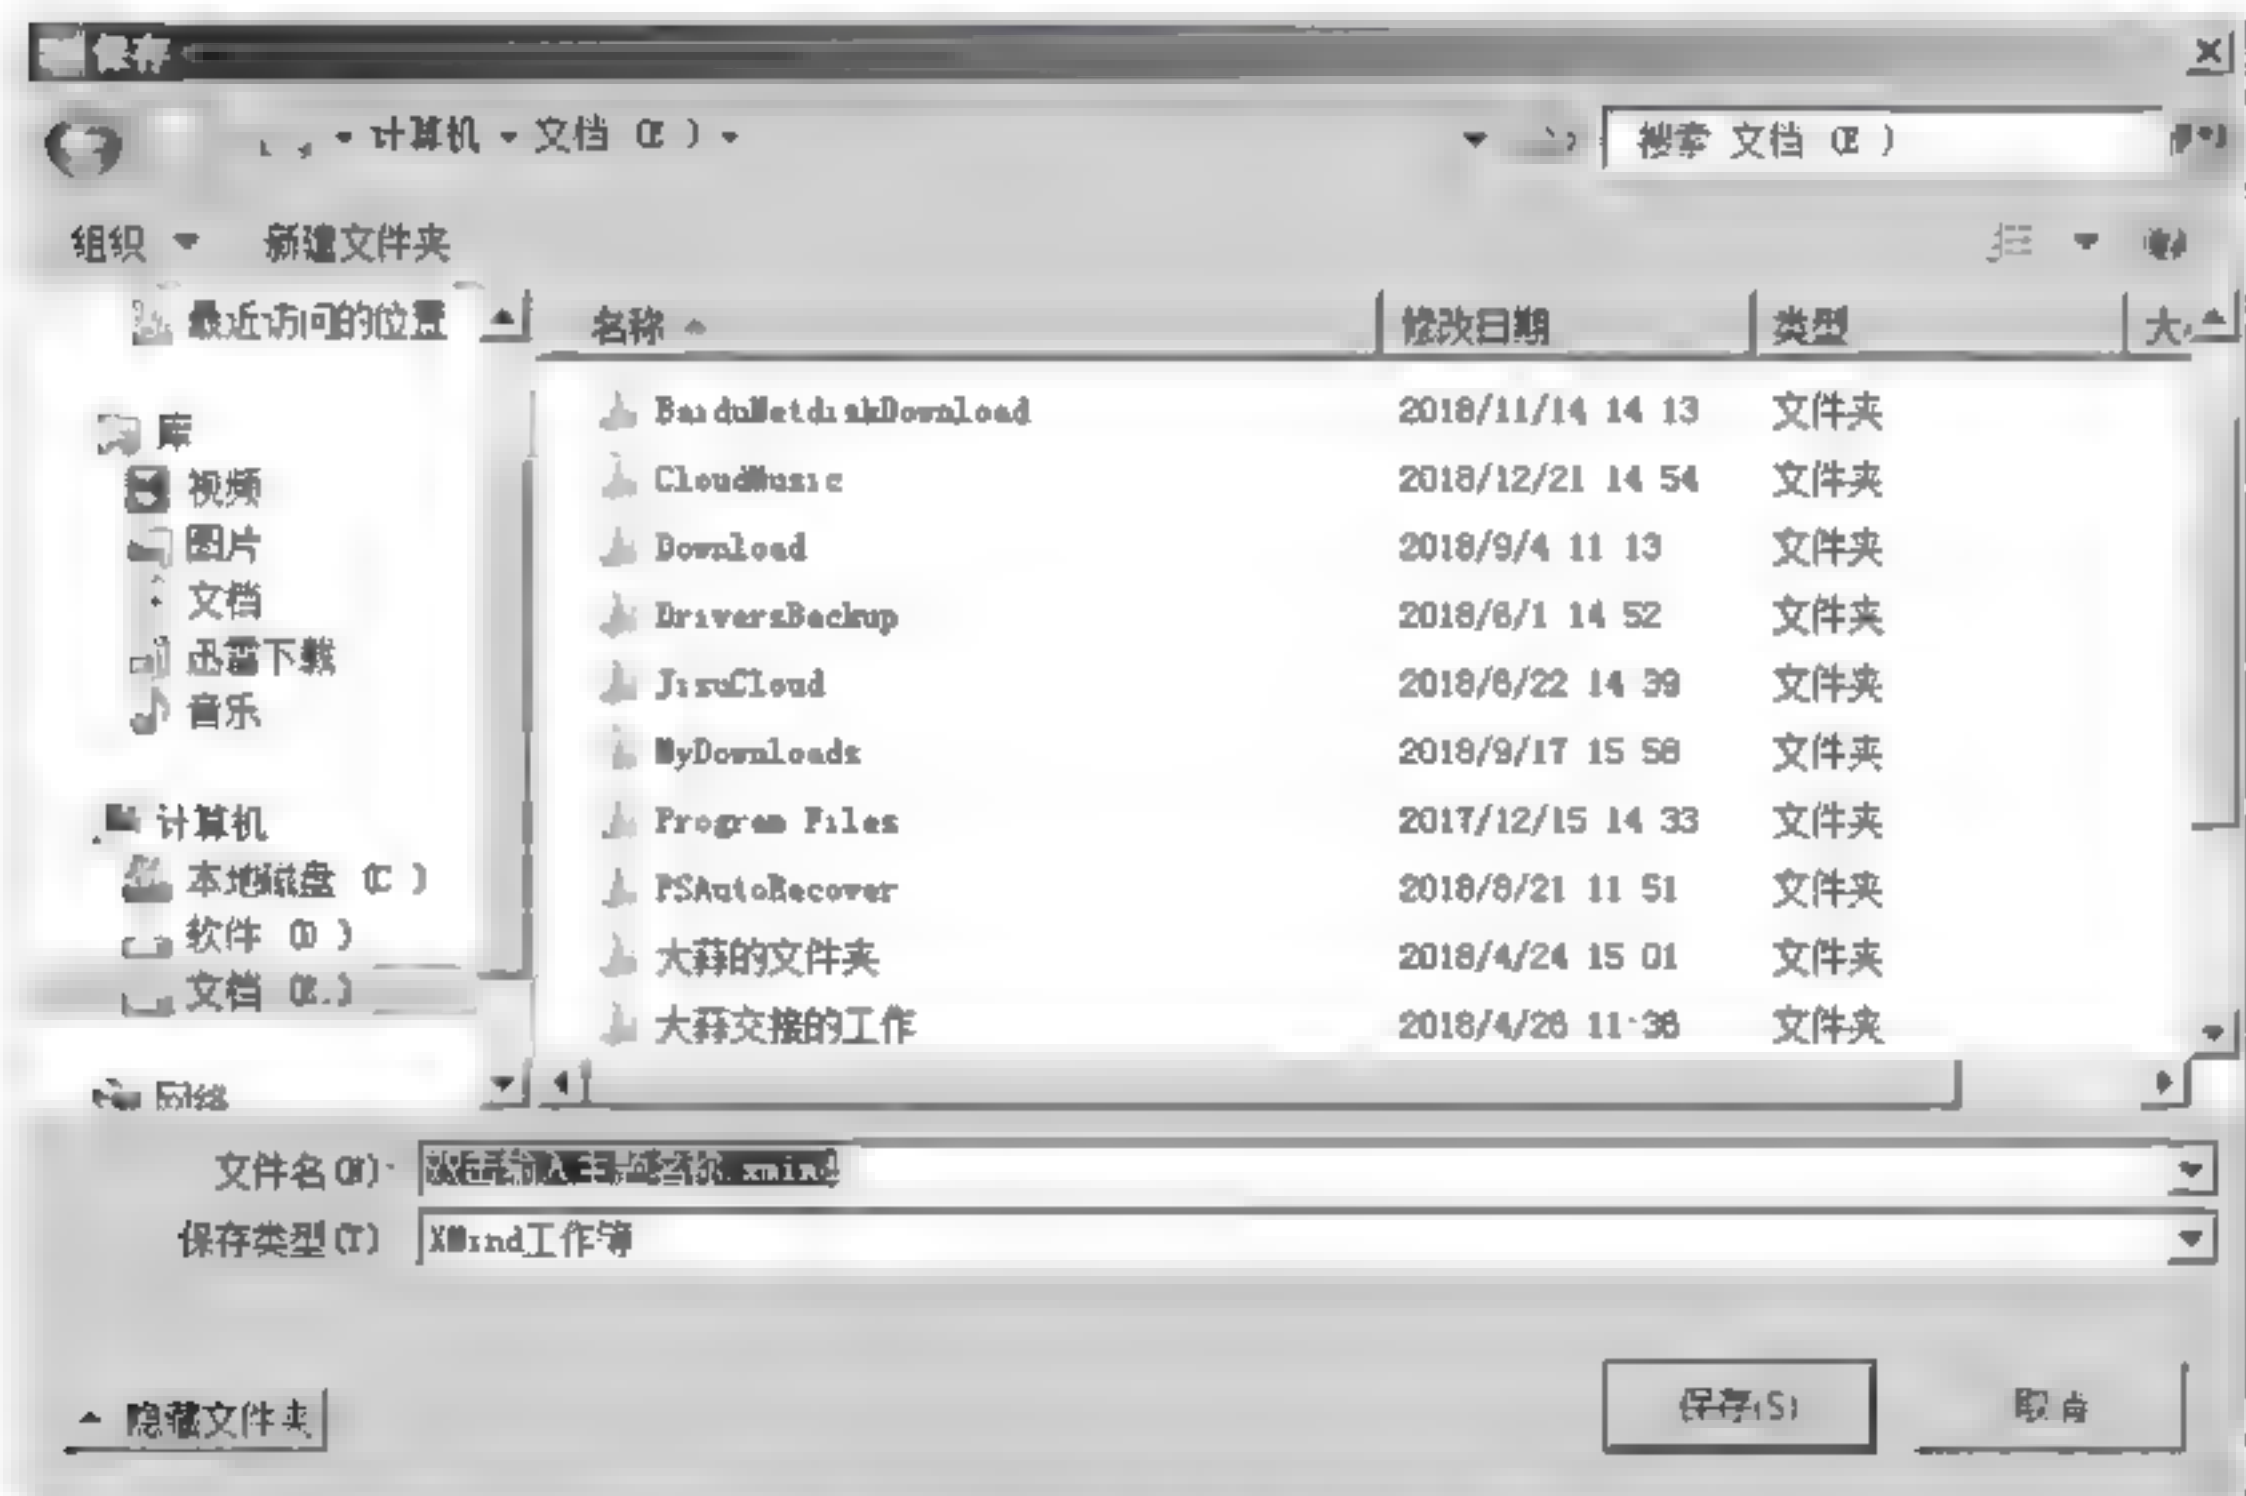 保存
计算机 文档 (E )
搜索 文档 (E )
组织 新建文件夹
最近访问的位置
库
视频
图片
文档
迅雷下载
音乐
计算机
本地磁盘 (C )
软件 (D )
文档 (E.)
网络
名称 修改日期 类型
BaiduNetdiskDownload 2018/11/14 14 13 文件夹
CloudMusic 2018/12/21 14 54 文件夹
Download 2018/9/4 11 13 文件夹
DriversBackup 2018/6/1 14 52 文件夹
JisuCloud 2018/6/22 14 39 文件夹
MyDownloads 2018/9/17 15 58 文件夹
Program Files 2017/12/15 14 33 文件夹
PSAutoRecover 2018/8/21 11 51 文件夹
大蒜的文件夹 2018/4/24 15 01 文件夹
大蒜交接的工作 2018/4/26 11 36 文件夹
文件名(N) .xmind
保存类型(T) XMind工作簿
隐藏文件夹
保存(S) 取消